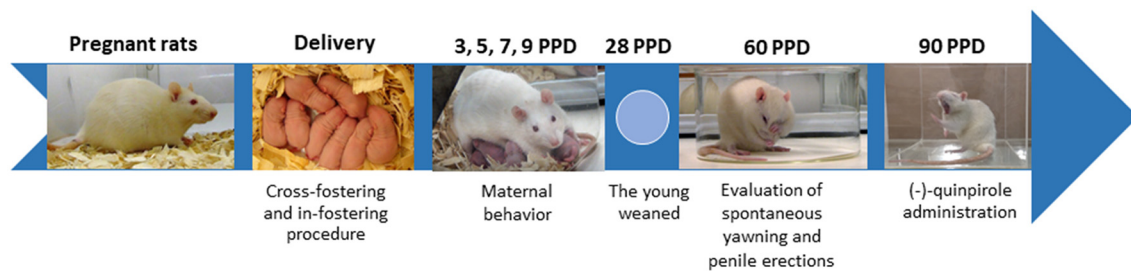 Pregnant rats
Delivery
3, 5, 7, 9 PPD
28 PPD
60 PPD
90 PPD
Cross-fostering
and in-fostering
procedure
Maternal
behavior
The young
weaned
Evaluation of
spontaneous
yawning and
penile erections
(-)-quinpirole
administration